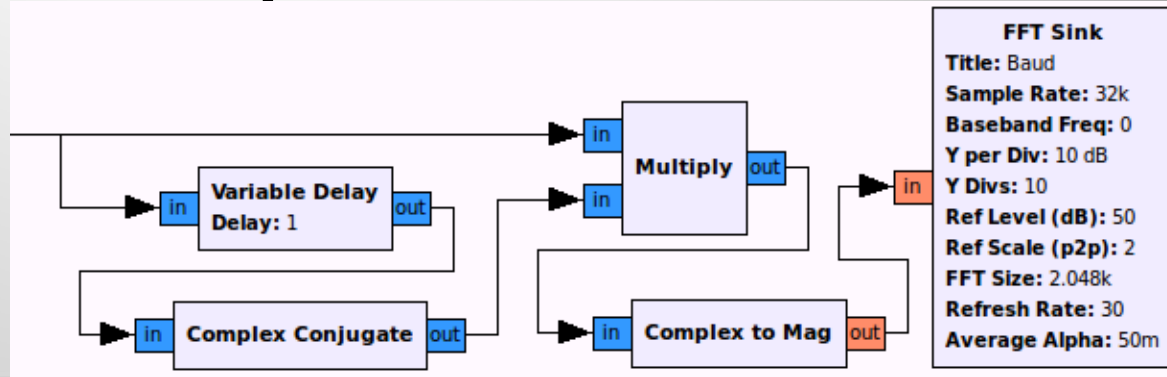 in
Variable Delay
Delay: 1
out
in
Complex Conjugate
out
in
in
Multiply
out
in
Complex to Mag
out
in
FFT Sink
Title: Baud
Sample Rate: 32k
Baseband Freq: 0
Y per Div: 10 dB
Y Divs: 10
Ref Level (dB): 50
Ref Scale (p2p): 2
FFT Size: 2.048k
Refresh Rate: 30
Average Alpha: 50m